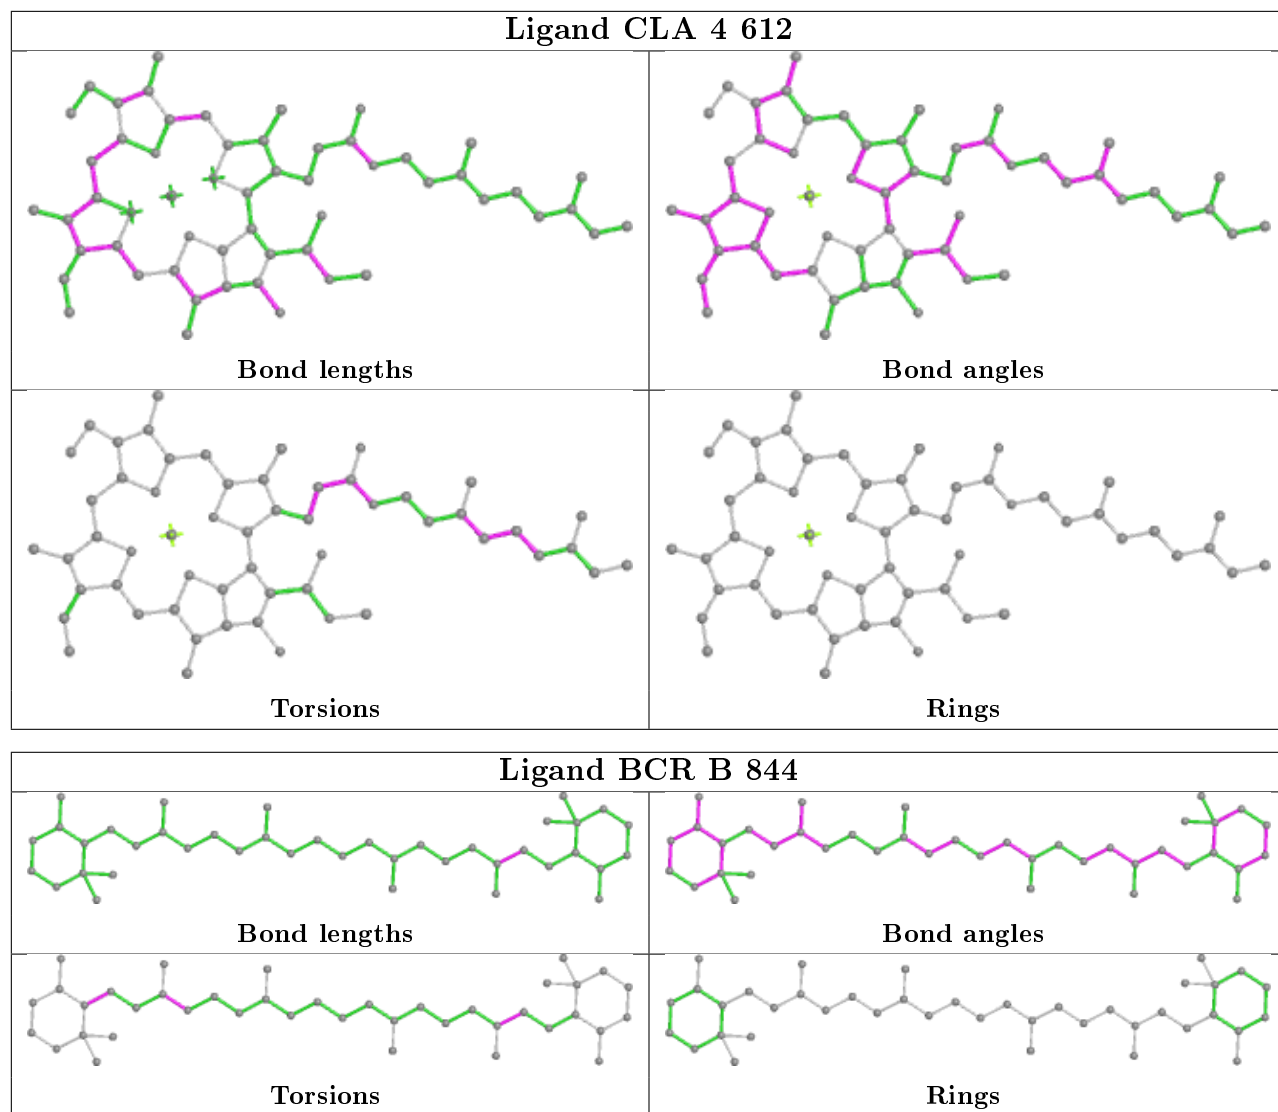 Ligand CLA 4 612
Bond lengths
Bond angles
Torsions
Rings
Ligand BCR B 844
Bond lengths
Bond angles
Torsions
Rings